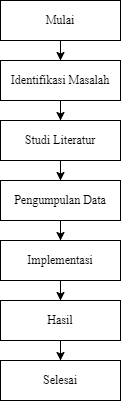 Mulai
Identifikasi Masalah
Studi Literatur
Pengumpulan Data
Implementasi
Hasil
Selesai